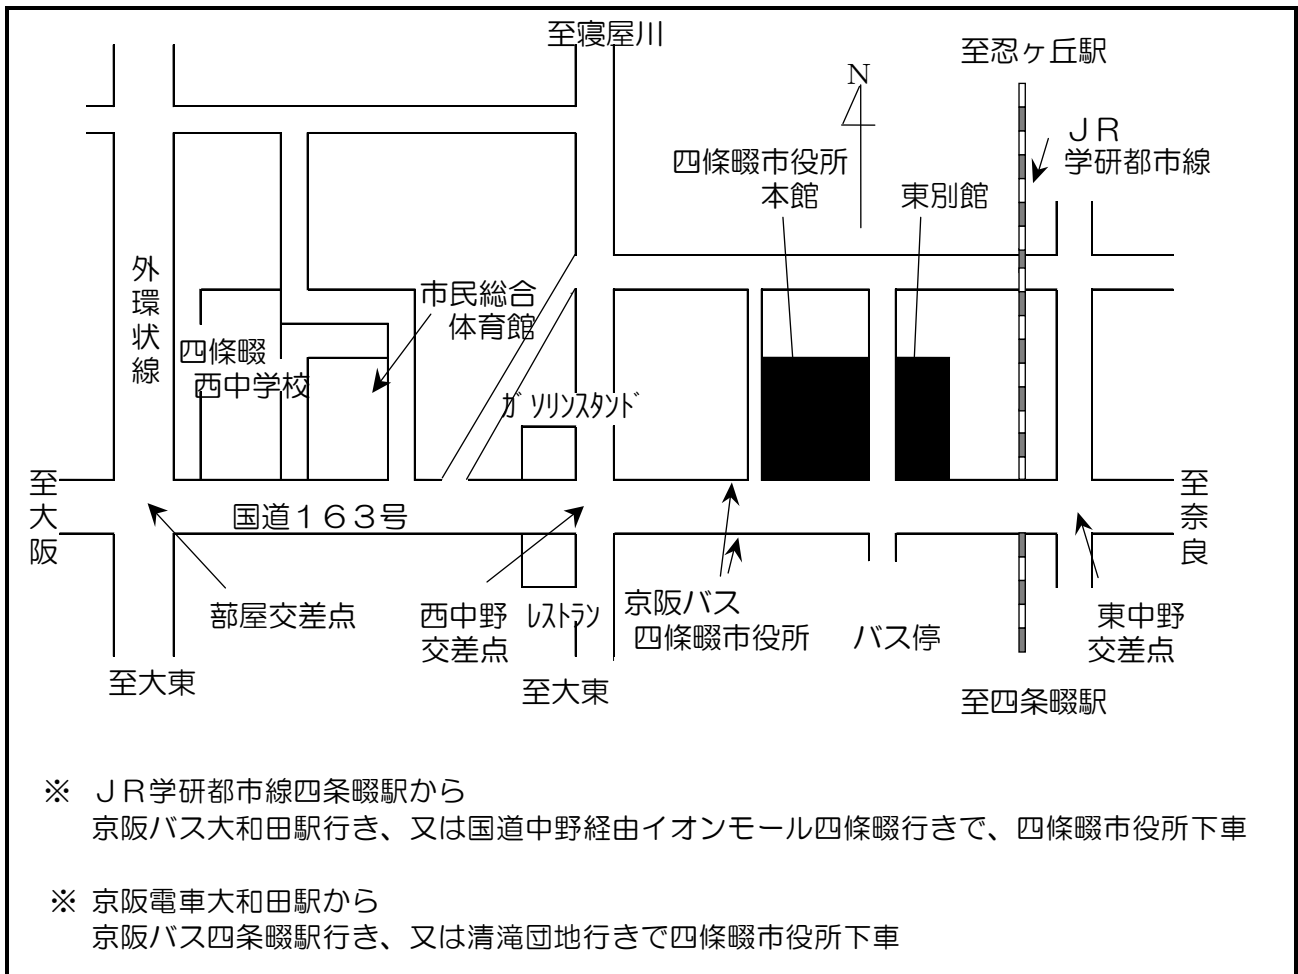 至寝屋川
至忍ヶ丘駅
N
ＪＲ
学研都市線
四條畷市役所
本館
東別館
外環状線
市民総合
体育館
四條畷
西中学校
ｶﾞｿﾘﾝｽﾀﾝﾄﾞ
至大阪
国道１６３号
至奈良
部屋交差点
西中野
交差点
ﾚｽﾄﾗﾝ
京阪バス
四條畷市役所　バス停
東中野
交差点
至大東
至大東
至四条畷駅
※　ＪＲ学研都市線四条畷駅から
京阪バス大和田駅行き、又は国道中野経由イオンモール四條畷行きで、四條畷市役所下車
※ 京阪電車大和田駅から
京阪バス四条畷駅行き、又は清滝団地行きで四條畷市役所下車